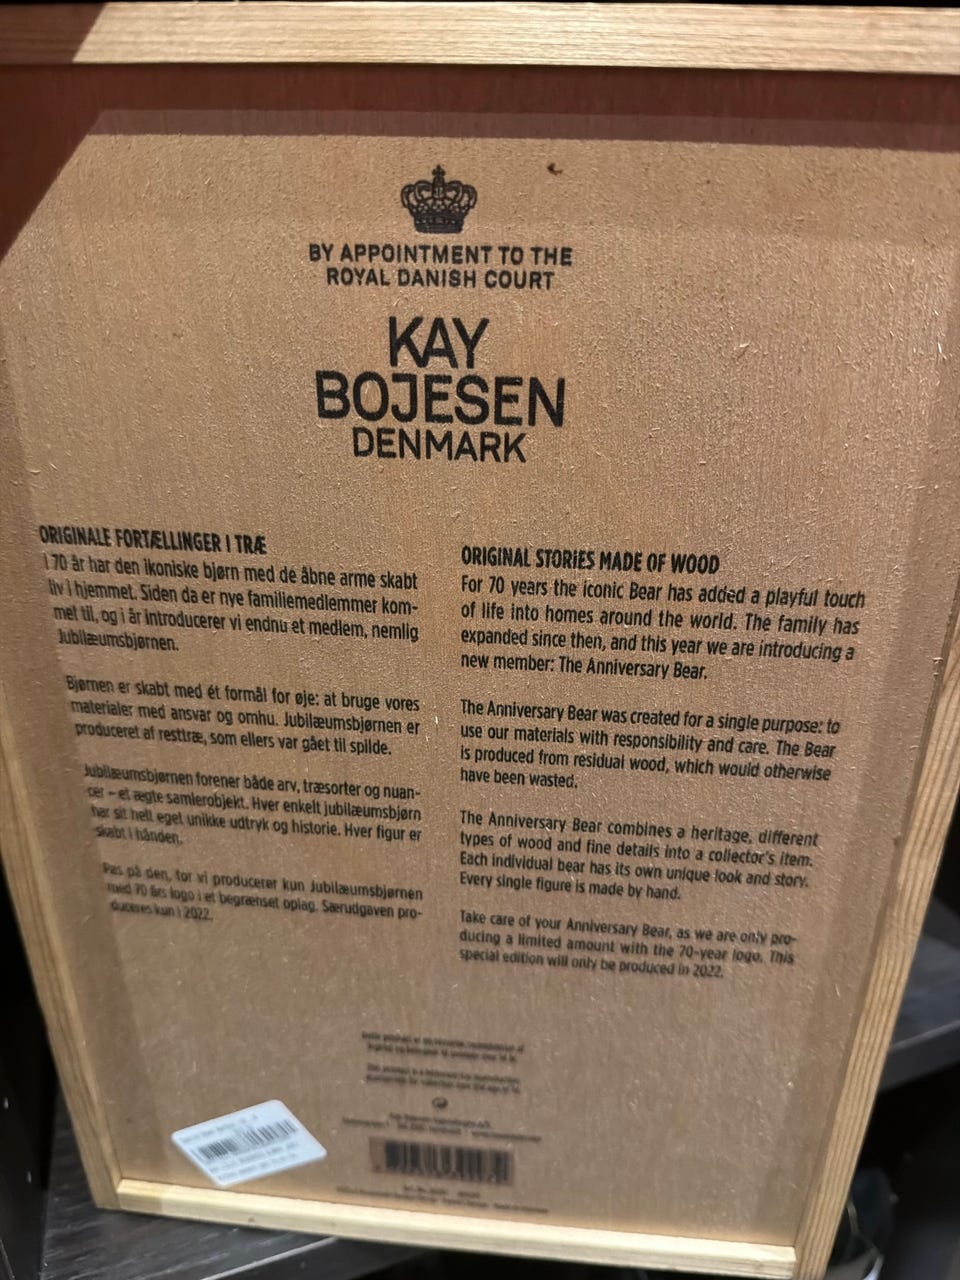 BY APPOINTMENT TO THE
ROYAL DANISH COURT
KAY
BOJESEN
DENMARK
ORIGINALE FORTÆLLINGER I TRÆ
I 70 år har den ikoniske bjørn med de åbne arme skabt
liv i hjemmet. Siden da er nye familiemedlemmer kom-
met til, og i år introducerer vi endnu et medlem, nemlig
Jubilæumsbjørnen.
Bjørnen er skabt med ét formål for øje: at bruge vores
materialer med ansvar og omhu. Jubilæumsbjørnen er
produceret af resttræ, som ellers var gået til spilde.
Jubilæumsbjørnen forener både arv, træsorter og nuan-
cer – et ægte samlerobjekt. Hver enkelt jubilæumsbjørn
har sit helt eget unikke udtryk og historie. Hver figur er
skabt i hånden.
Pas på den, for vi producerer kun Jubilæumsbjørnen
med 70 års logo i et begrænset oplag. Særudgaven pro-
duceres kun i 2022.
ORIGINAL STORIES MADE OF WOOD
For 70 years the iconic Bear has added a playful touch
of life into homes around the world. The family has
expanded since then, and this year we are introducing a
new member: The Anniversary Bear.
The Anniversary Bear was created for a single purpose: to
use our materials with responsibility and care. The Bear
is produced from residual wood, which would otherwise
have been wasted.
The Anniversary Bear combines a heritage, different
types of wood and fine details into a collector's item.
Each individual bear has its own unique look and story.
Every single figure is made by hand.
Take care of your Anniversary Bear, as we are only pro-
ducing a limited amount with the 70-year logo. This
special edition will only be produced in 2022.